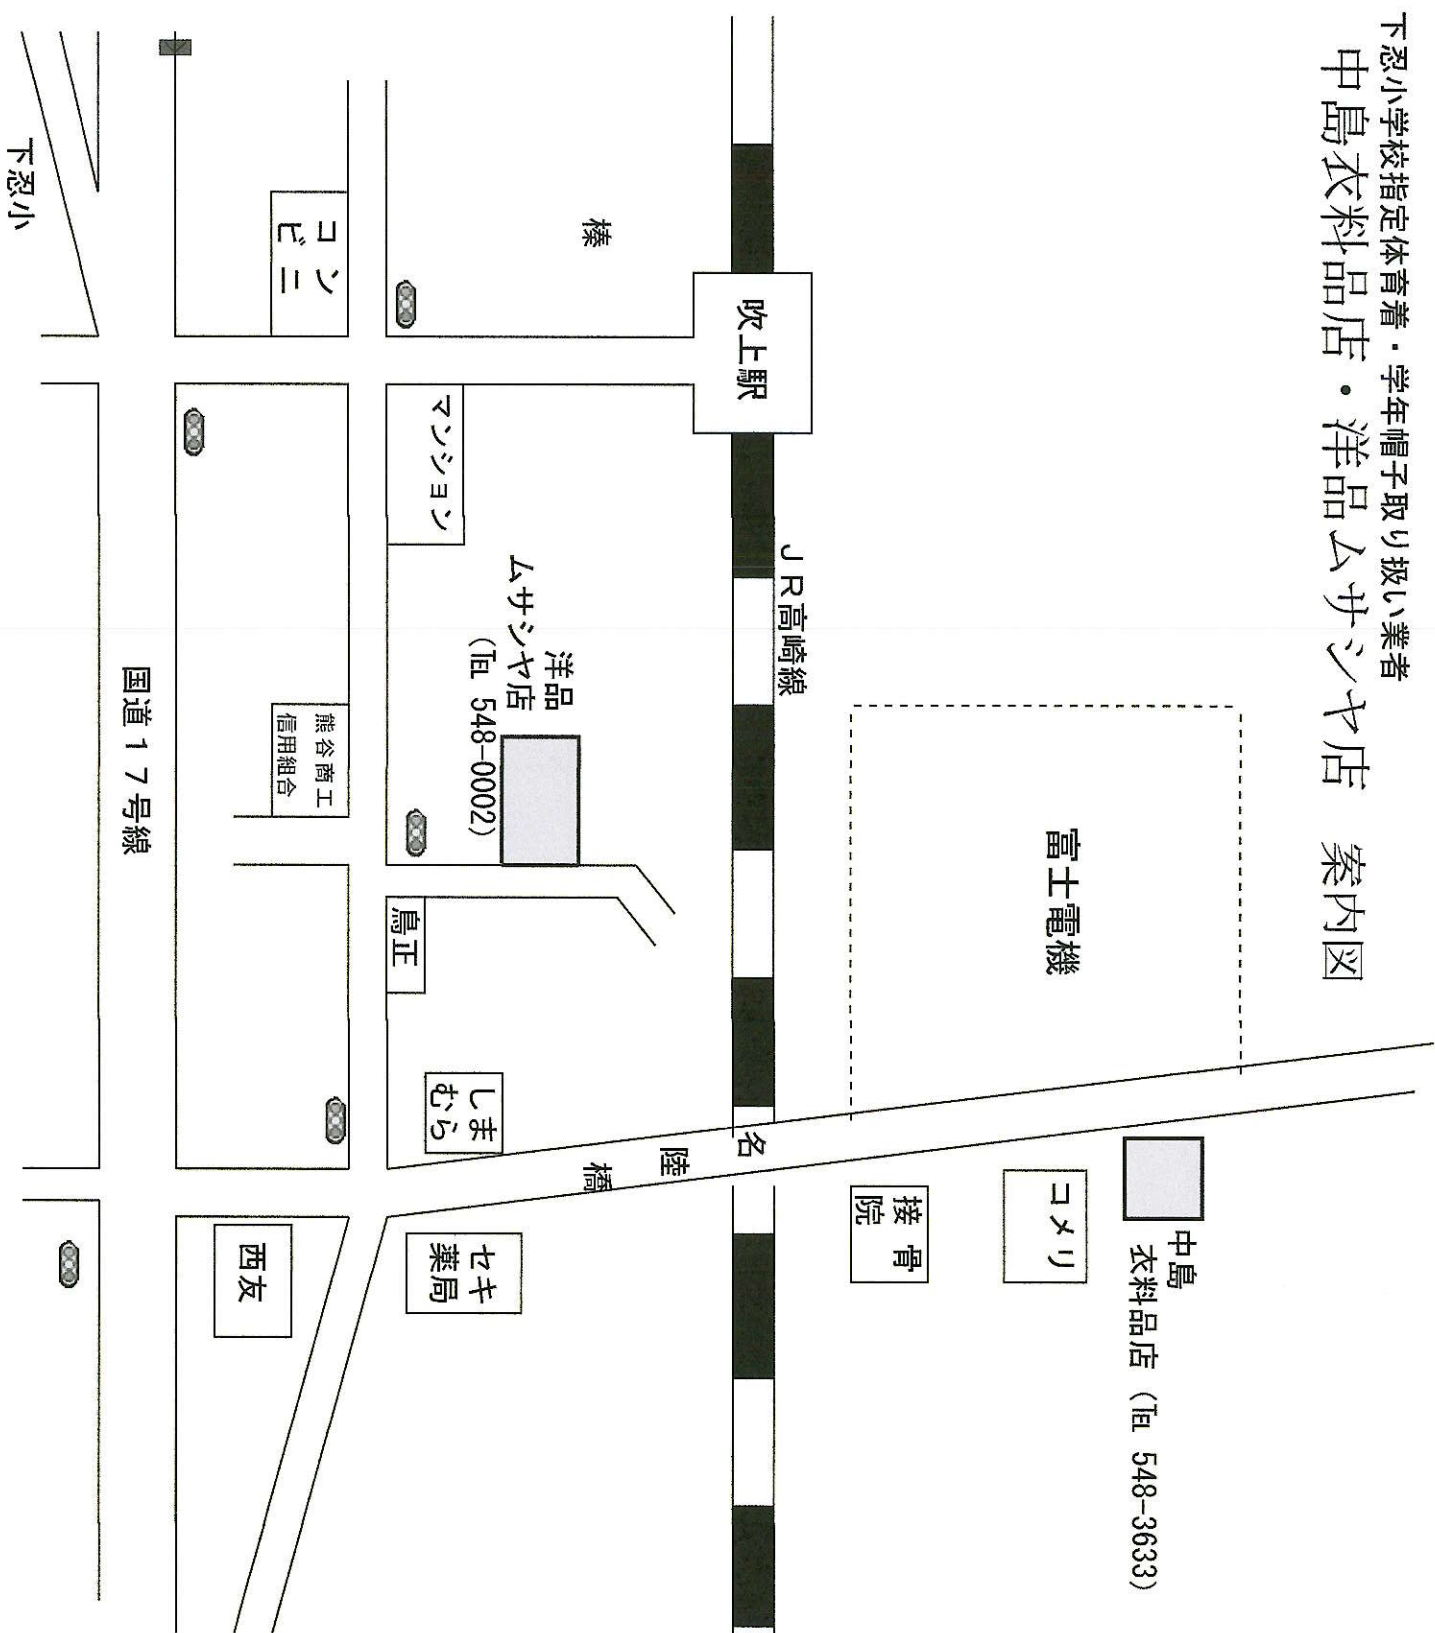 下忍小学校指定体育着・学年帽子取り扱い業者
中島衣料品店・洋品ムサシヤ店　案内図
富士電機
中島
衣料品店（℡ 548-3633）
コメリ
接骨
院
ＪＲ高崎線
吹上駅
名
陸
橋
榛
洋品
ムサシヤ店
（℡ 548-0002）
マンション
鳥正
しま
むら
セキ
薬局
コン
ビニ
熊谷商工
信用組合
西友
国道１７号線
下忍小